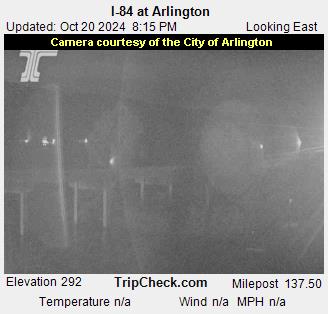 I-84 at Arlington
Updated: Oct 20 2024 8:15 PM Looking East
Camera courtesy of the City of Arlington
Elevation 292 TripCheck.com Milepost 137.50
Temperature n/a Wind n/a MPH n/a